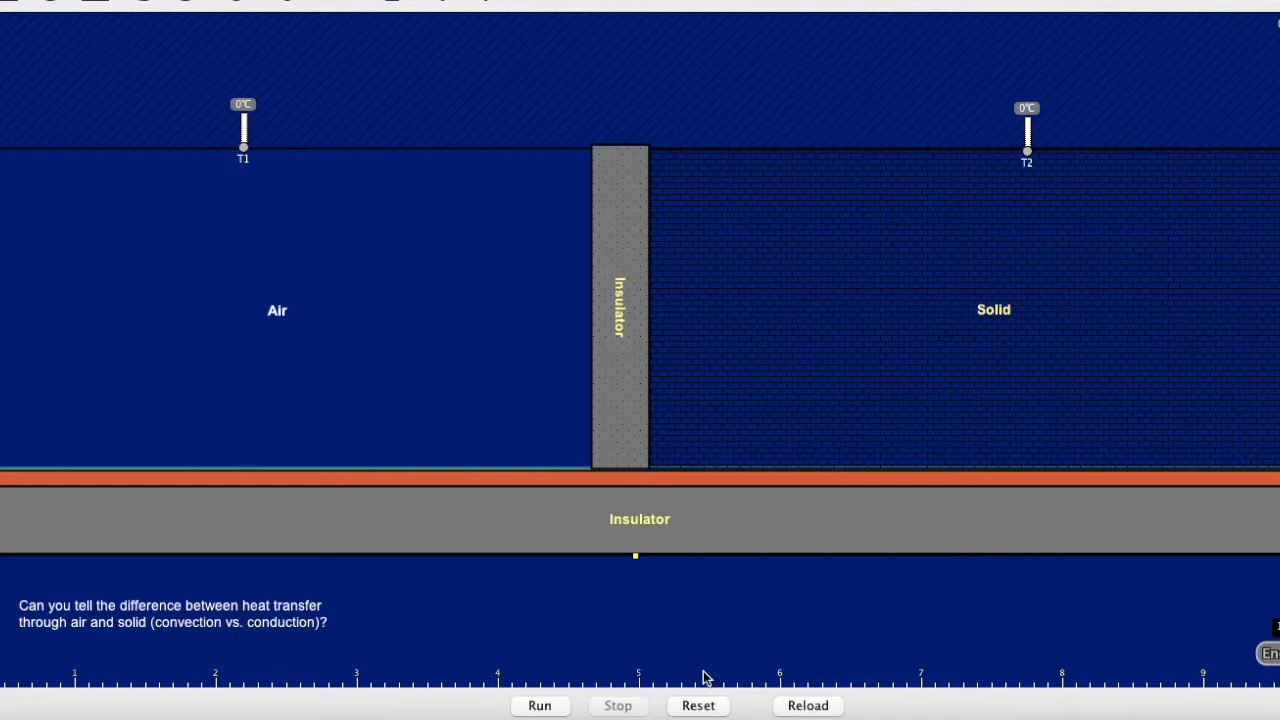 0°C
0°C
T1
T2
Air
Insulator
Solid
Insulator
Can you tell the difference between heat transfer
through air and solid (convection vs. conduction)?
1 2 3 4 5 6 7 8 9
Run Stop Reset Reload